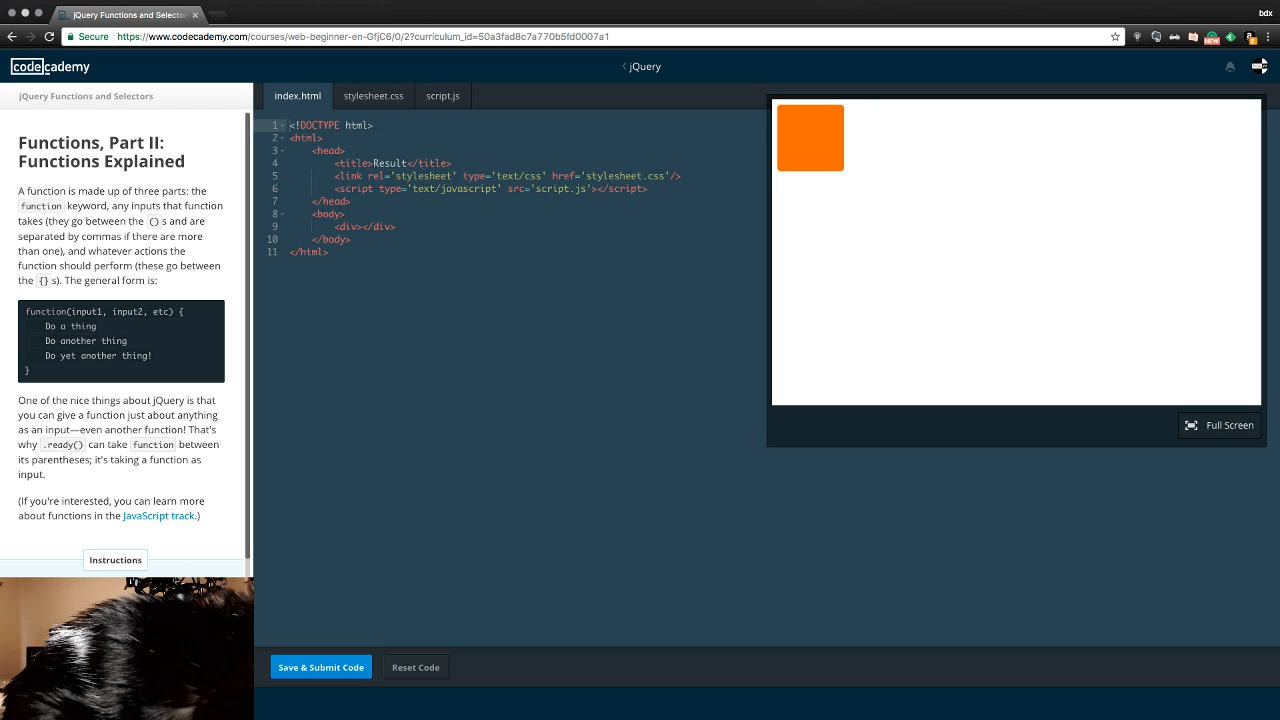 jQuery Functions and Selector
bdx
Secure https://www.codecademy.com/courses/web-beginner-en-GfjC6/0/2?curriculum_id=50a3fad8c7a770b5fd0007a1
codecademy
jQuery
jQuery Functions and Selectors
index.html
stylesheet.css
script.js
Functions, Part II:
Functions Explained
A function is made up of three parts: the
function keyword, any inputs that function
takes (they go between the ()s and are
separated by commas if there are more
than one), and whatever actions the
function should perform (these go between
the {}s). The general form is:
function(input1, input2, etc) {
Do a thing
Do another thing
Do yet another thing!
}
One of the nice things about jQuery is that
you can give a function just about anything
as an input—even another function! That's
why .ready() can take function between
its parentheses; it's taking a function as
input.
(If you're interested, you can learn more
about functions in the JavaScript track.)
Instructions
1 <!DOCTYPE html>
2 <html>
3 <head>
4 <title>Result</title>
5 <link rel='stylesheet' type='text/css' href='stylesheet.css'/>
6 <script type='text/javascript' src='script.js'></script>
7 </head>
8 <body>
9 <div></div>
10 </body>
11 </html>
Full Screen
Save & Submit Code
Reset Code